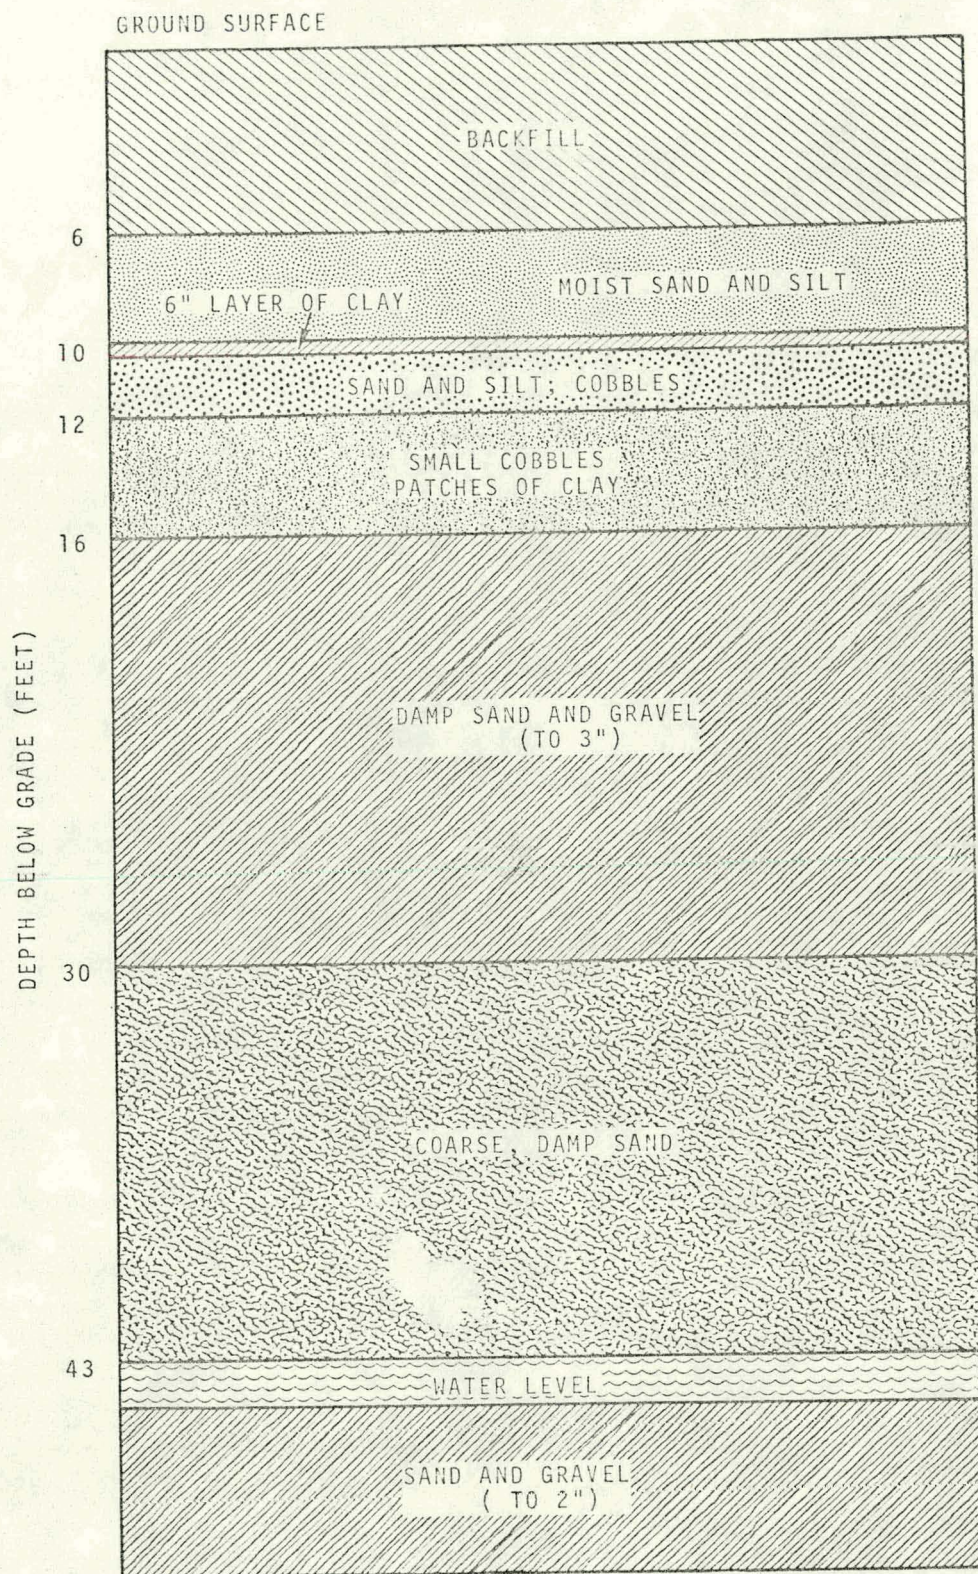 GROUND SURFACE
BACKFILL
6
MOIST SAND AND SILT
6" LAYER OF CLAY
10
SAND AND SILT; COBBLES
12
SMALL COBBLES
PATCHES OF CLAY
16
DAMP SAND AND GRAVEL
(TO 3")
DEPTH BELOW GRADE (FEET)
30
COARSE, DAMP SAND
43
WATER LEVEL
SAND AND GRAVEL
( TO 2")